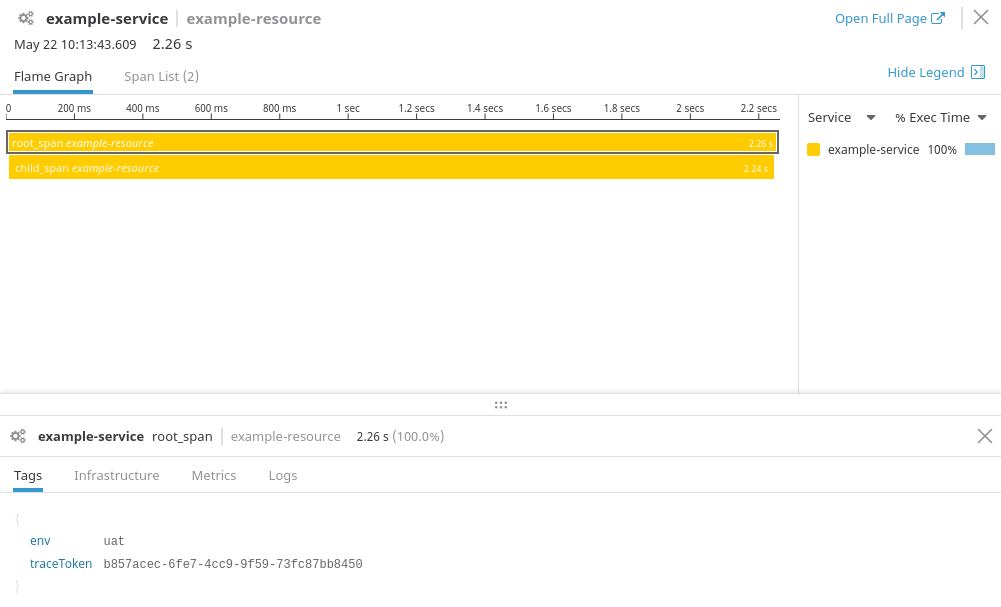 example-service example-resource Open Full Page
May 22 10:13:43.609 2.26 s
Flame Graph Span List (2) Hide Legend
0 200 ms 400 ms 600 ms 800 ms 1 sec 1.2 secs 1.4 secs 1.6 secs 1.8 secs 2 secs 2.2 secs
Service % Exec Time
root_span example-resource 2.26 s
example-service 100%
child_span example-resource 2.24 s
example-service root_span example-resource 2.26 s (100.0%)
Tags Infrastructure Metrics Logs
{
env uat
traceToken b857acec-6fe7-4cc9-9f59-73fc87bb8450
}